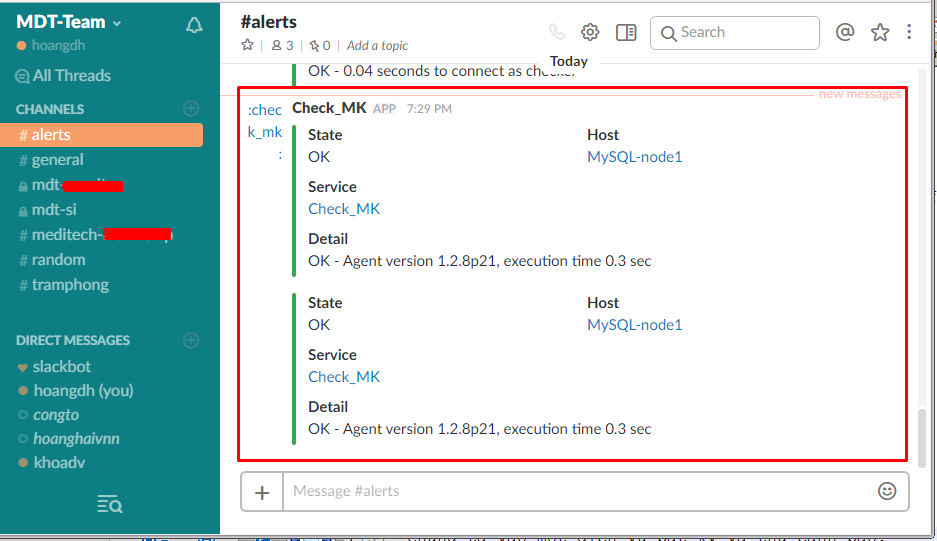 MDT-Team
hoangdh
All Threads
CHANNELS
# alerts
# general
mdt-
mdt-si
# meditech-
# random
# tramphong
DIRECT MESSAGES
slackbot
hoangdh (you)
congto
hoanghaivnn
khoadv
#alerts
3
0
Add a topic
Search
Today
OK - 0.04 seconds to connect as checker
new messages
:chec
k_mk
:
Check_MK APP 7:29 PM
State Host
OK MySQL-node1
Service
Check_MK
Detail
OK - Agent version 1.2.8p21, execution time 0.3 sec
State Host
OK MySQL-node1
Service
Check_MK
Detail
OK - Agent version 1.2.8p21, execution time 0.3 sec
Message #alerts